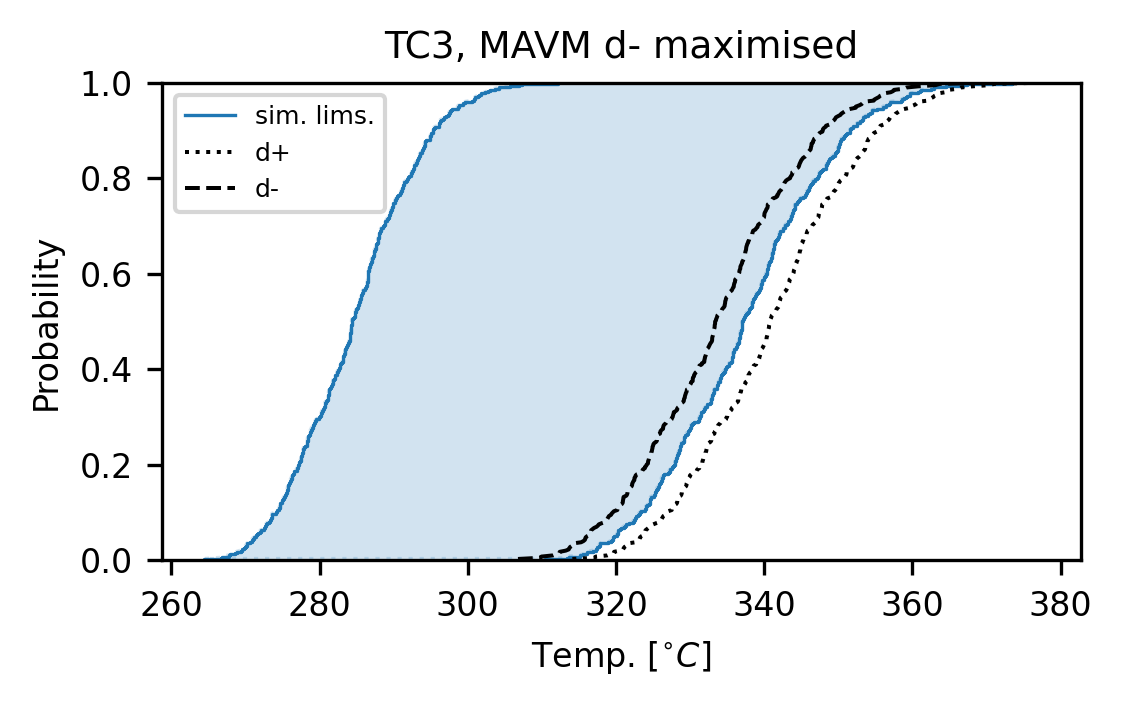 TC3, MAVM d- maximised
1.0
0.8
0.6
0.4
0.2
0.0
Probability
sim. lims.
d+
d-
260 280 300 320 340 360 380
Temp. [°C]